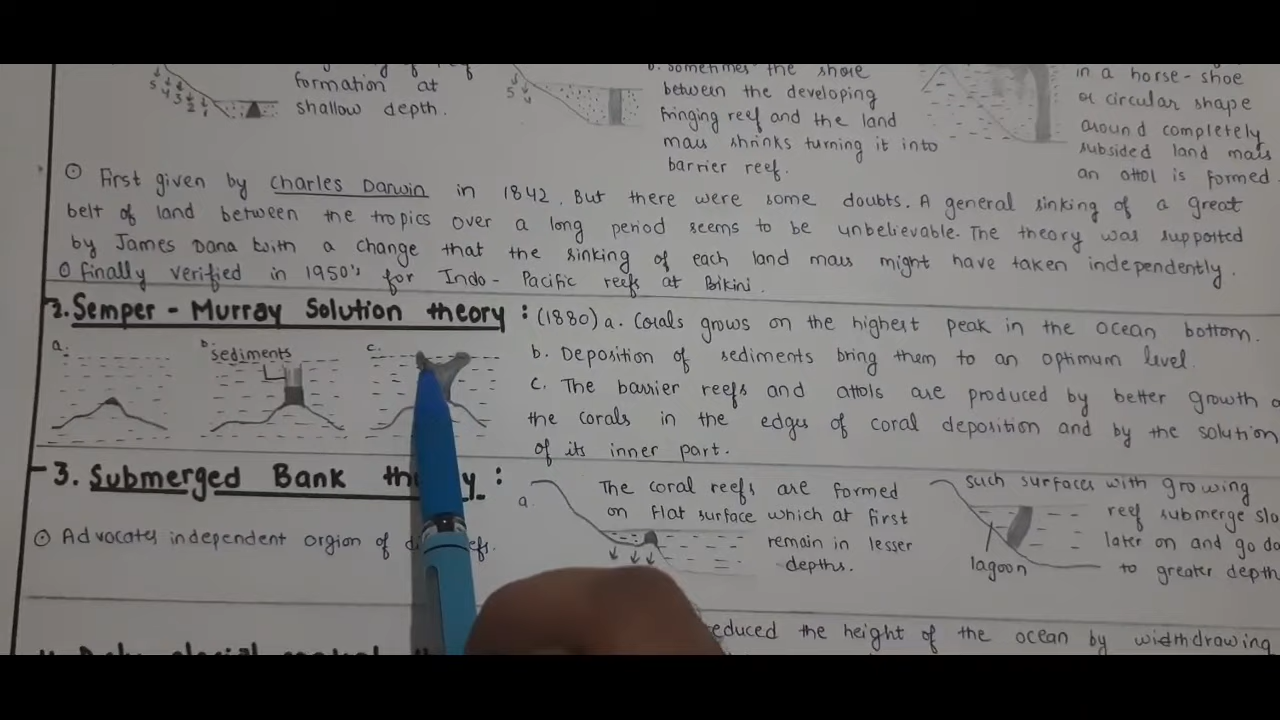 formation at
shallow depth.
5 4 3 2 1
5 4
b. Sometimes the shore
between the developing
fringing reef and the land
mass shrinks turning it into
barrier reef.
in a horse-shoe
or circular shape
around completely
subsided land mass
an attol is formed.
⊙ First given by Charles Darwin in 1842. But there were some doubts. A general sinking of a great
belt of land between the tropics over a long period seems to be unbelievable. The theory was supported
by James Dana with a change that the sinking of each land mass might have taken independently.
⊙ Finally verified in 1950's for Indo-Pacific reefs at Bikini.
2. Semper-Murray Solution theory: (1880) a. Corals grows on the highest peak in the ocean bottom.
b. Deposition of sediments bring them to an optimum level.
c. The barrier reefs and attols are produced by better growth
the corals in the edges of coral deposition and by the solution
of its inner part.
a.
b. sediments
c.
3. Submerged Bank :
⊙ Advocates independent orgion of
a.
The coral reefs are formed
on flat surface which at first
remain in lesser
depths.
such surfaces with growing
reef submerge
later on and go
to greater depth
lagoon
reduced the height of the ocean by widthdrawing